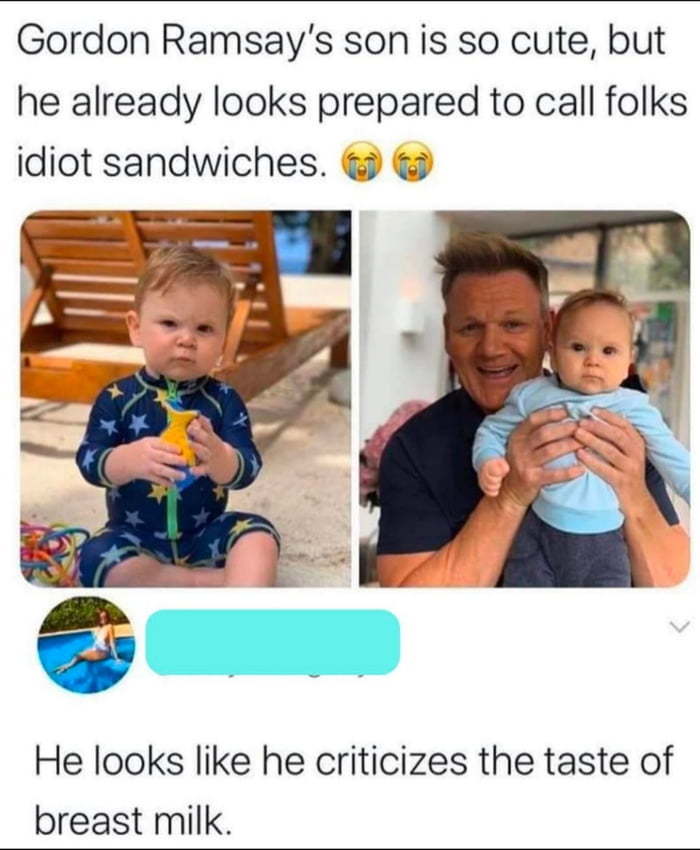 Gordon Ramsay's son is so cute, but
he already looks prepared to call folks
idiot sandwiches. 😭😭
He looks like he criticizes the taste of
breast milk.